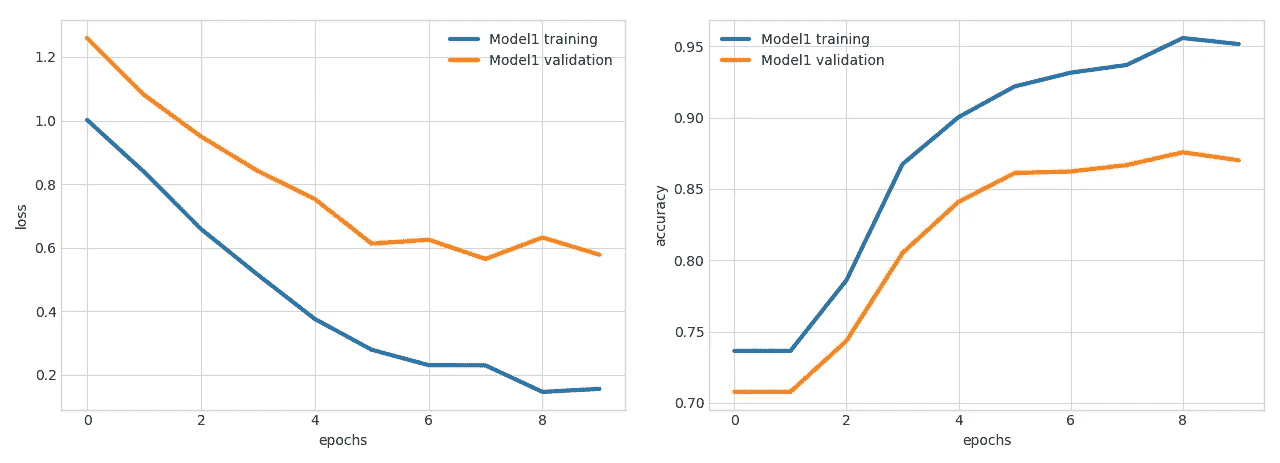 Model1 training
Model1 validation
1.2
1.0
0.8
0.6
0.4
0.2
loss
0 2 4 6 8
epochs
Model1 training
Model1 validation
0.95
0.90
0.85
0.80
0.75
0.70
accuracy
0 2 4 6 8
epochs